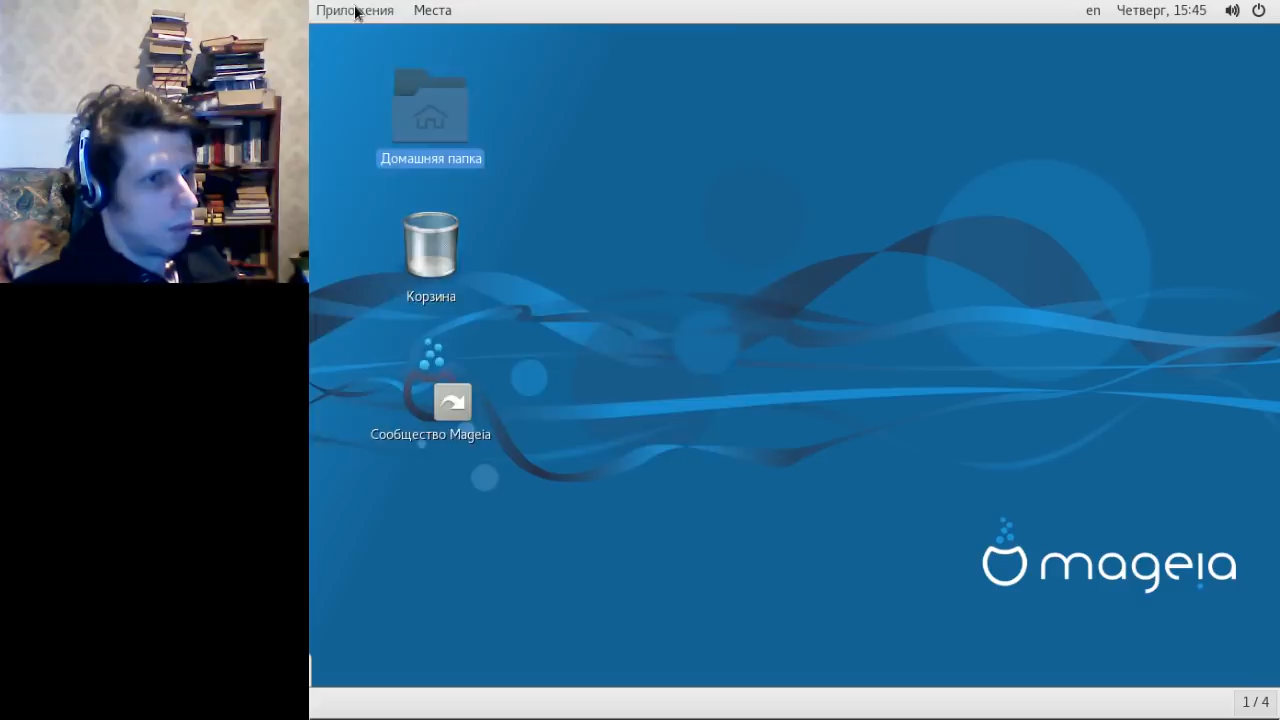 Приложения Места en Четверг, 15:45
Домашняя папка
Корзина
Сообщество Mageia
mageia
1 / 4